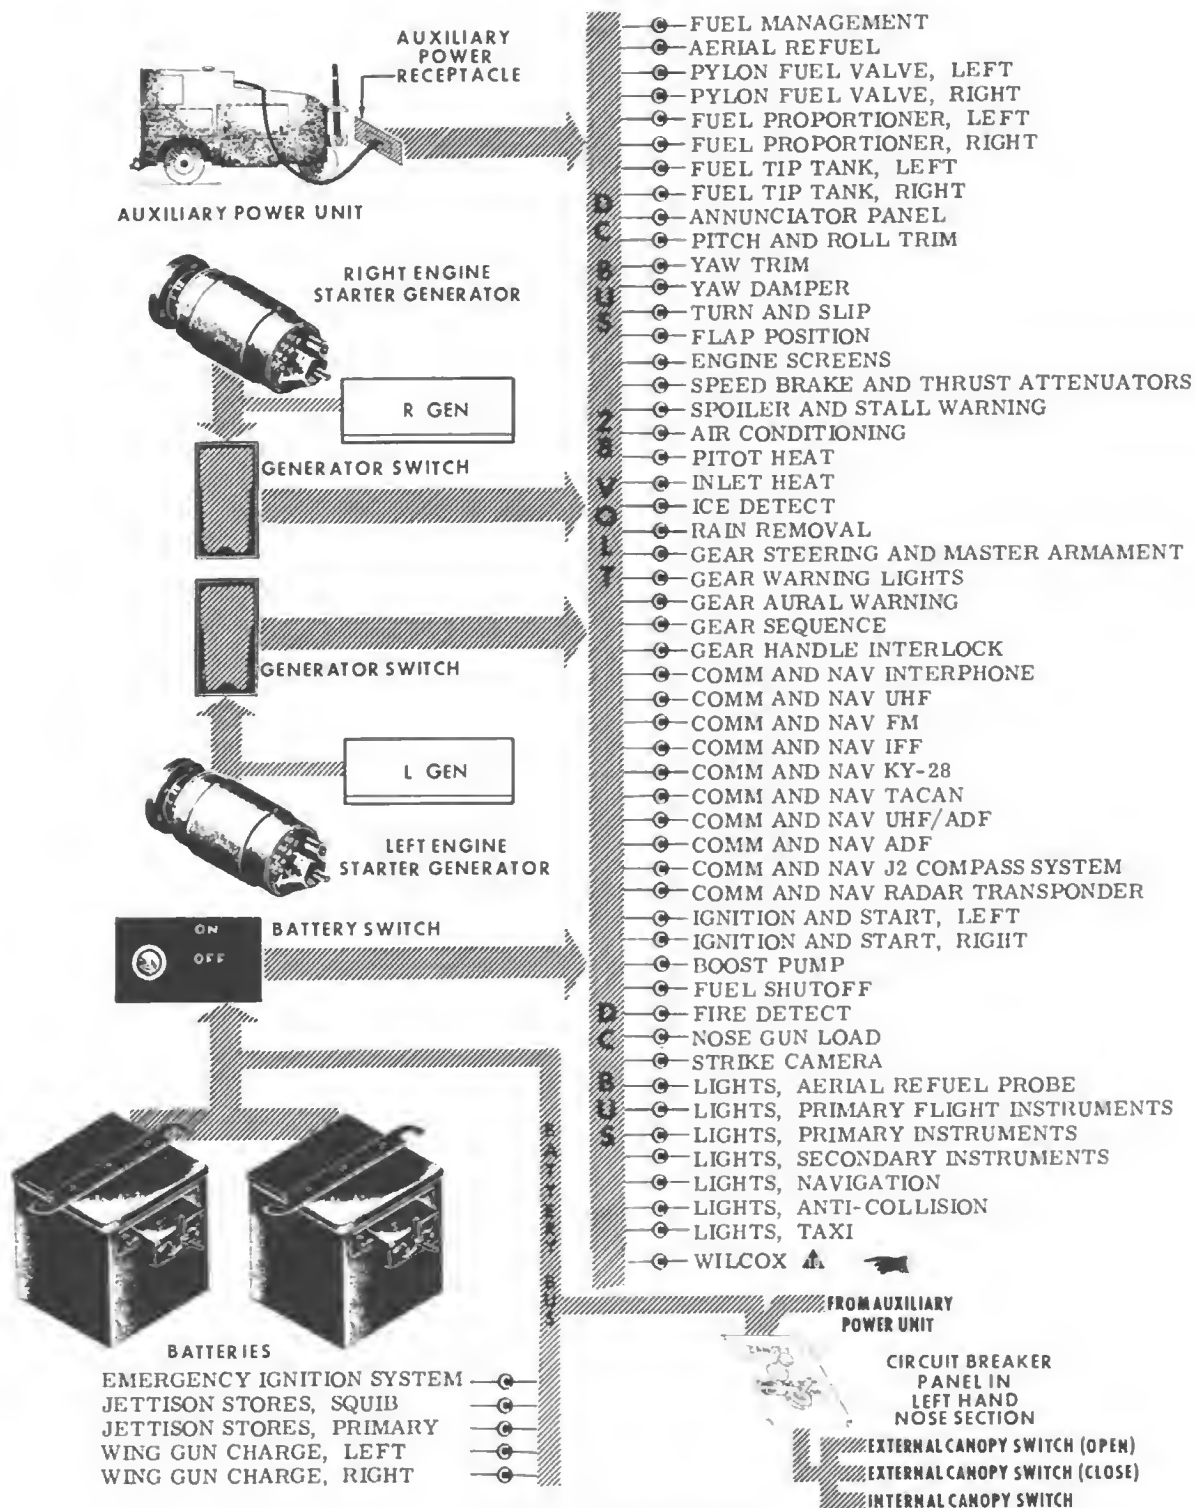 AUXILIARY
POWER
RECEPTACLE
AUXILIARY POWER UNIT
RIGHT ENGINE
STARTER GENERATOR
R GEN
GENERATOR SWITCH
GENERATOR SWITCH
L GEN
LEFT ENGINE
STARTER GENERATOR
ON
OFF
BATTERY SWITCH
BATTERIES
EMERGENCY IGNITION SYSTEM
JETTISON STORES, SQUIB
JETTISON STORES, PRIMARY
WING GUN CHARGE, LEFT
WING GUN CHARGE, RIGHT
BATTERY BUS
DC BUS
28 VOLT
DC BUS
FUEL MANAGEMENT
AERIAL REFUEL
PYLON FUEL VALVE, LEFT
PYLON FUEL VALVE, RIGHT
FUEL PROPORTIONER, LEFT
FUEL PROPORTIONER, RIGHT
FUEL TIP TANK, LEFT
FUEL TIP TANK, RIGHT
ANNUNCIATOR PANEL
PITCH AND ROLL TRIM
YAW TRIM
YAW DAMPER
TURN AND SLIP
FLAP POSITION
ENGINE SCREENS
SPEED BRAKE AND THRUST ATTENUATORS
SPOILER AND STALL WARNING
AIR CONDITIONING
PITOT HEAT
INLET HEAT
ICE DETECT
RAIN REMOVAL
GEAR STEERING AND MASTER ARMAMENT
GEAR WARNING LIGHTS
GEAR AURAL WARNING
GEAR SEQUENCE
GEAR HANDLE INTERLOCK
COMM AND NAV INTERPHONE
COMM AND NAV UHF
COMM AND NAV FM
COMM AND NAV IFF
COMM AND NAV KY-28
COMM AND NAV TACAN
COMM AND NAV UHF/ADF
COMM AND NAV ADF
COMM AND NAV J2 COMPASS SYSTEM
COMM AND NAV RADAR TRANSPONDER
IGNITION AND START, LEFT
IGNITION AND START, RIGHT
BOOST PUMP
FUEL SHUTOFF
FIRE DETECT
NOSE GUN LOAD
STRIKE CAMERA
LIGHTS, AERIAL REFUEL PROBE
LIGHTS, PRIMARY FLIGHT INSTRUMENTS
LIGHTS, PRIMARY INSTRUMENTS
LIGHTS, SECONDARY INSTRUMENTS
LIGHTS, NAVIGATION
LIGHTS, ANTI-COLLISION
LIGHTS, TAXI
WILCOX
FROM AUXILIARY
POWER UNIT
CIRCUIT BREAKER
PANEL IN
LEFT HAND
NOSE SECTION
EXTERNAL CANOPY SWITCH (OPEN)
EXTERNAL CANOPY SWITCH (CLOSE)
INTERNAL CANOPY SWITCH